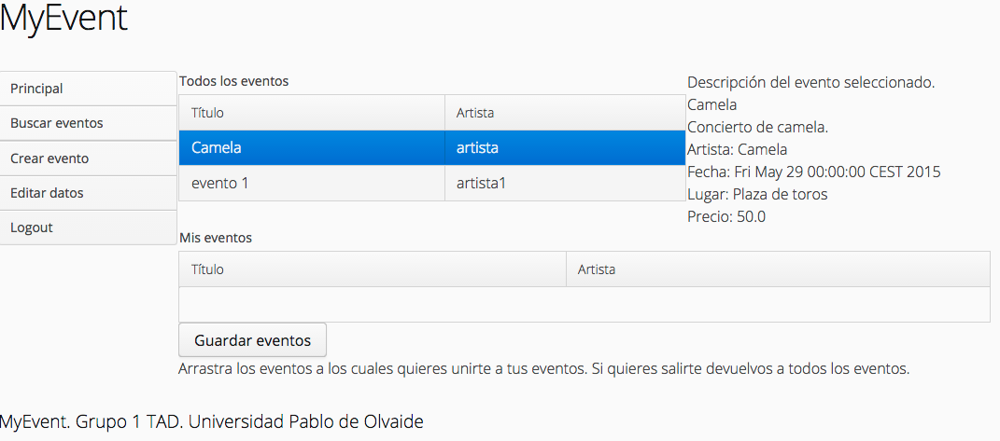 MyEvent
Principal
Buscar eventos
Crear evento
Editar datos
Logout
Todos los eventos
Título Artista
Camela artista
evento 1 artista1
Descripción del evento seleccionado.
Camela
Concierto de camela.
Artista: Camela
Fecha: Fri May 29 00:00:00 CEST 2015
Lugar: Plaza de toros
Precio: 50.0
Mis eventos
Título Artista
Guardar eventos
Arrastra los eventos a los cuales quieres unirte a tus eventos. Si quieres salirte devuelvos a todos los eventos.
MyEvent. Grupo 1 TAD. Universidad Pablo de Olvaide